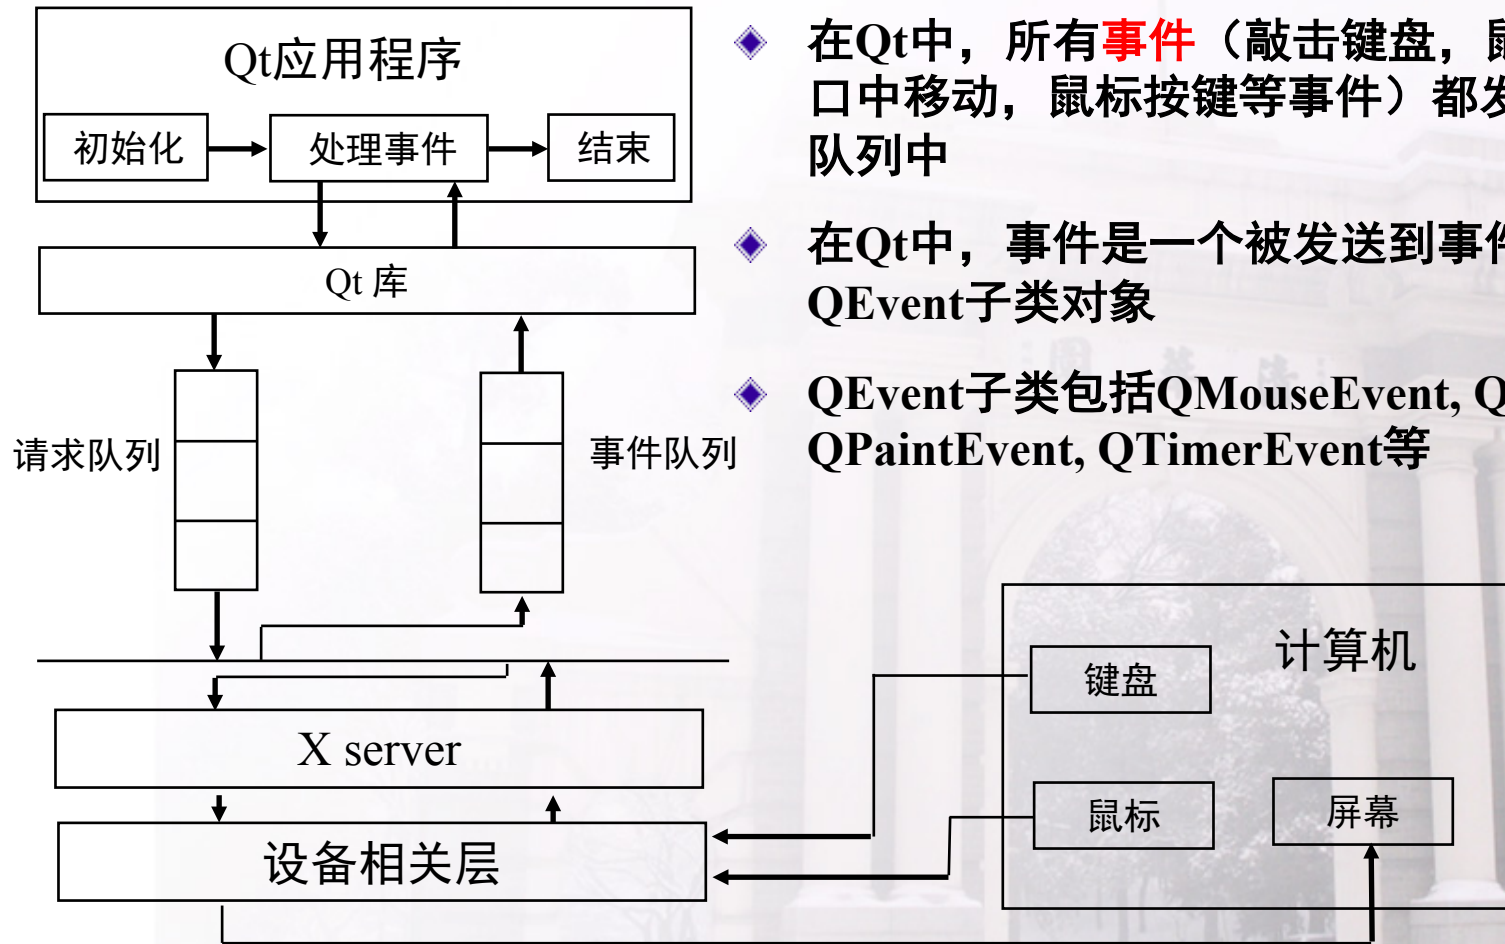 Qt应用程序
初始化
处理事件
结束
Qt 库
请求队列
事件队列
X server
设备相关层
在Qt中，所有事件（敲击键盘，
口中移动，鼠标按键等事件）都
队列中
在Qt中，事件是一个被发送到事
QEvent子类对象
QEvent子类包括QMouseEvent,
QPaintEvent, QTimerEvent等
计算机
键盘
鼠标
屏幕